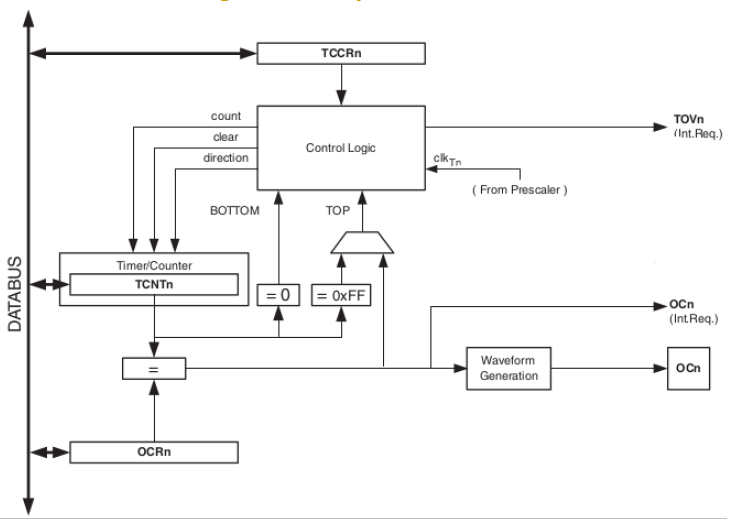 TCCRn
count
clear
direction
Control Logic
TOVn
(Int.Req.)
clkTn
( From Prescaler )
BOTTOM
TOP
DATABUS
Timer/Counter
TCNTn
= 0
= 0xFF
OCn
(Int.Req.)
=
Waveform
Generation
OCn
OCRn